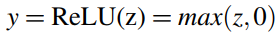 y = ReLU(z) = max(z,0)